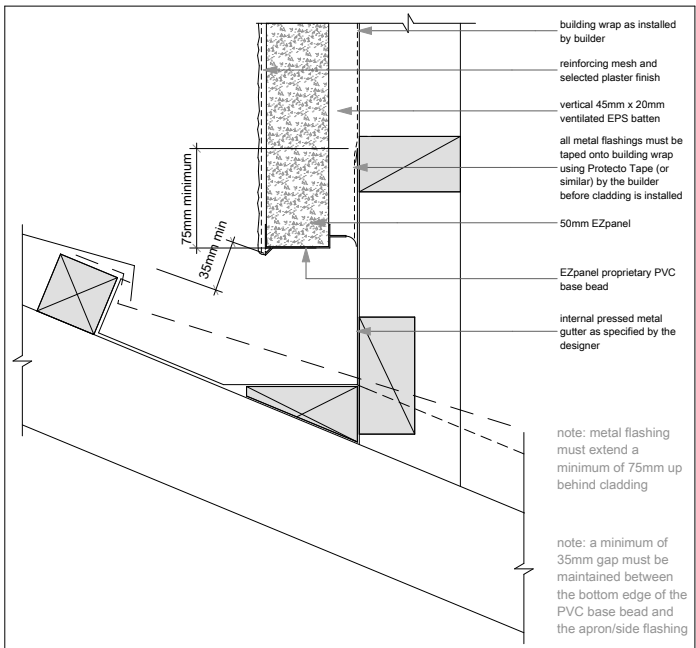 building wrap as installed
by builder
reinforcing mesh and
selected plaster finish
vertical 45mm x 20mm
ventilated EPS batten
all metal flashings must be
taped onto building wrap
using Protecto Tape (or
similar) by the builder
before cladding is installed
75mm minimum
35mm min
50mm EZpanel
EZpanel proprietary PVC
base bead
internal pressed metal
gutter as specified by the
designer
note: metal flashing
must extend a
minimum of 75mm up
behind cladding
note: a minimum of
35mm gap must be
maintained between
the bottom edge of the
PVC base bead and
the apron/side flashing